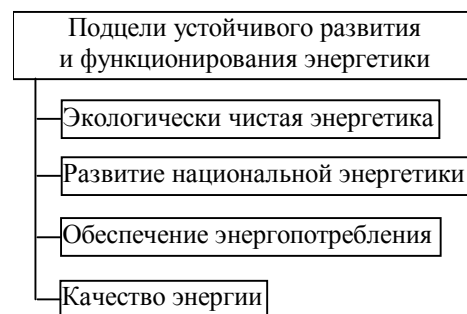 Подцели устойчивого развития
и функционирования энергетики
Экологически чистая энергетика
Развитие национальной энергетики
Обеспечение энергопотребления
Качество энергии